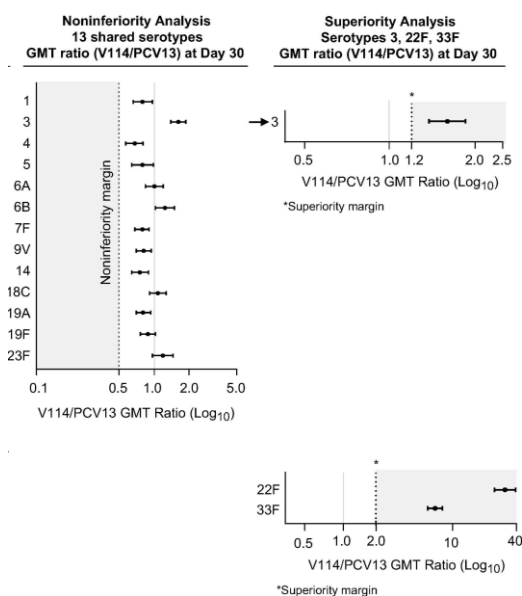 Noninferiority Analysis
13 shared serotypes
GMT ratio (V114/PCV13) at Day 30
1
3
4
5
6A
6B
7F
9V
14
18C
19A
19F
23F
Noninferiority margin
0.1 0.5 1.0 2.0 5.0
V114/PCV13 GMT Ratio (Log10)
Superiority Analysis
Serotypes 3, 22F, 33F
GMT ratio (V114/PCV13) at Day 30
*
3
0.5 1.0 1.2 2.0 2.5
V114/PCV13 GMT Ratio (Log10)
*Superiority margin
*
22F
33F
0.5 1.0 2.0 10 40
V114/PCV13 GMT Ratio (Log10)
*Superiority margin